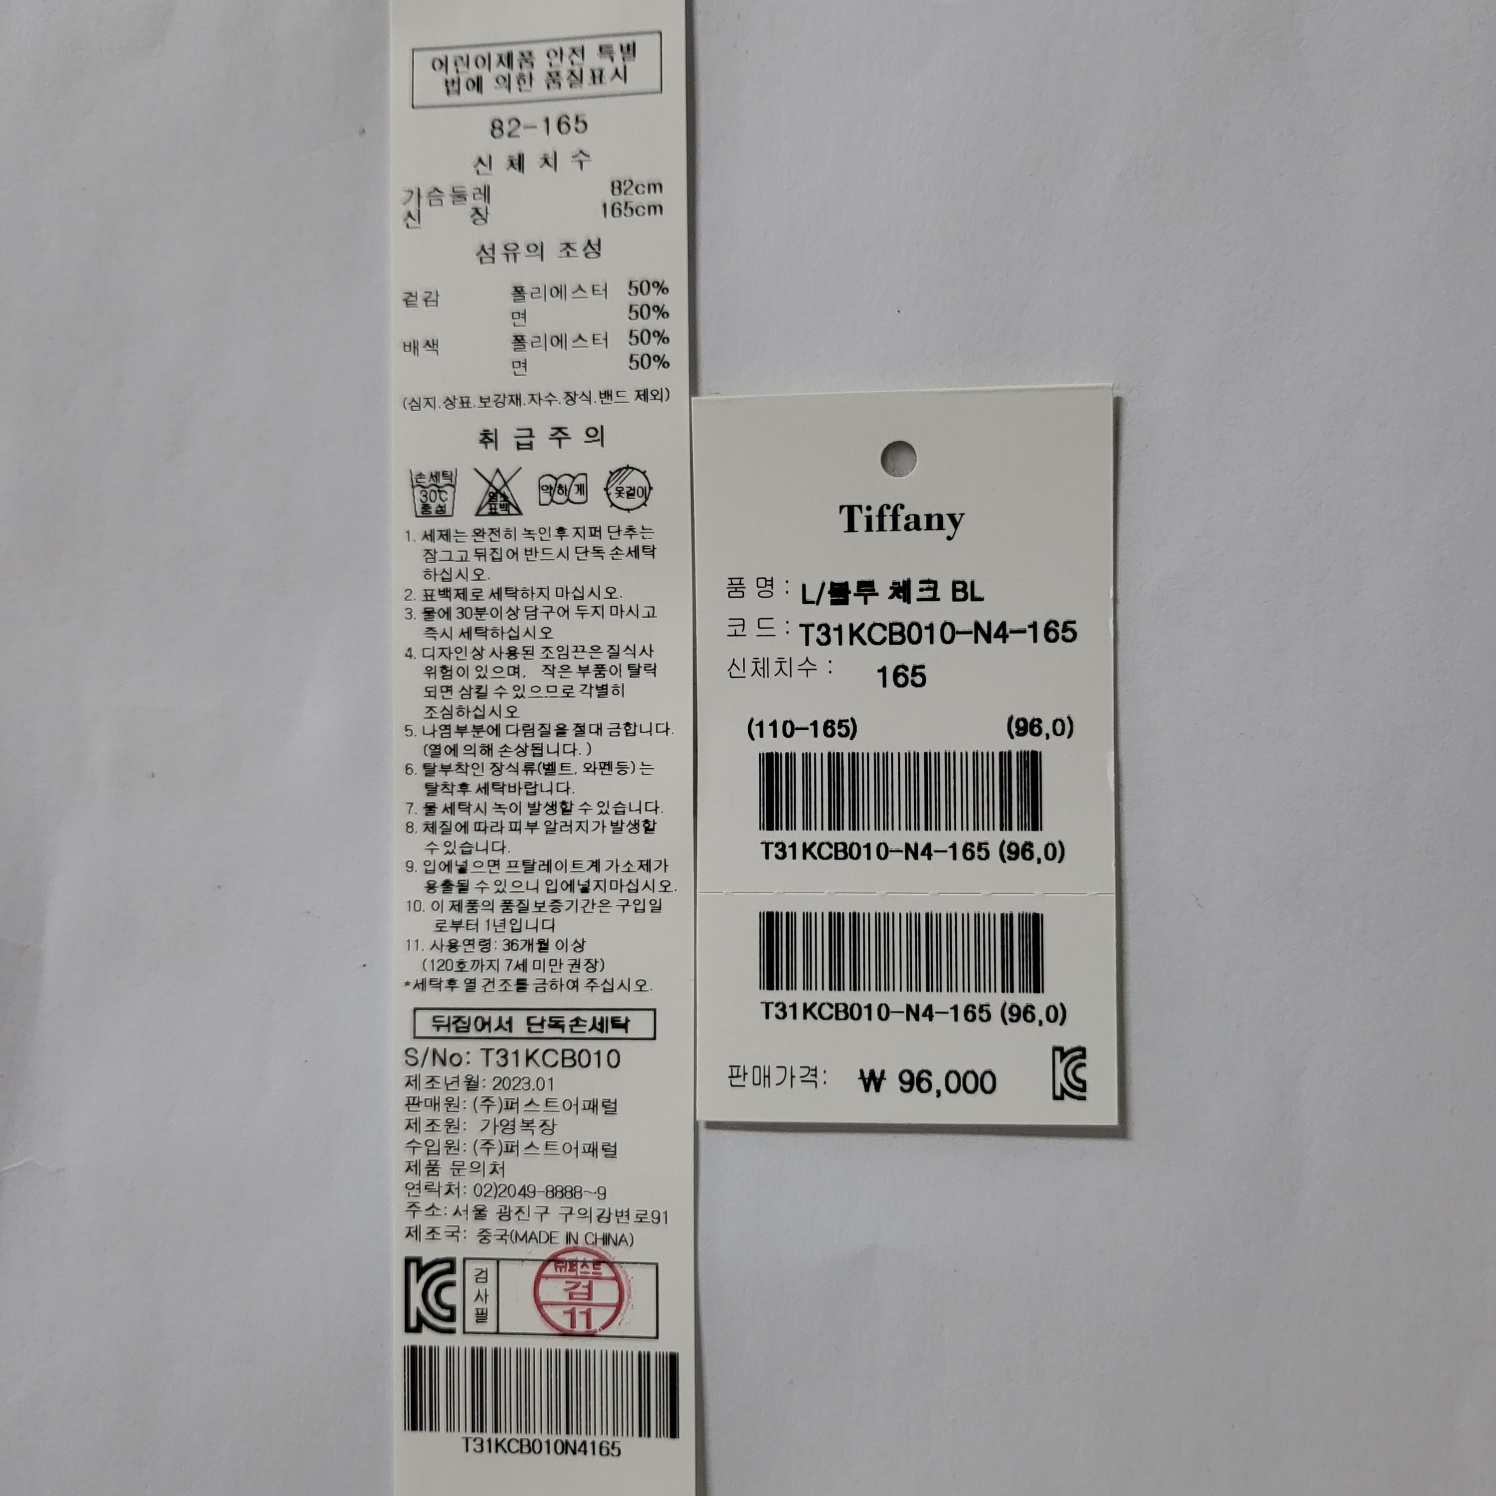 어린이제품 안전 특별
법에 의한 품질표시
82-165
신 체 치 수
가슴둘레 82cm
신 장 165cm
섬유의 조성
겉감 폴리에스터 50%
면 50%
배색 폴리에스터 50%
면 50%
(심지.상표.보강재.자수.장식.밴드 제외)
취 급 주 의
손세탁
30℃
중성
염소
표백
약하게
옷걸이
1. 세제는 완전히 녹인후 지퍼 단추는
잠그고 뒤집어 반드시 단독 손세탁
하십시오.
2. 표백제로 세탁하지 마십시오.
3. 물에 30분이상 담구어 두지 마시고
즉시 세탁하십시오
4. 디자인상 사용된 조임끈은 질식사
위험이 있으며, 작은 부품이 탈락
되면 삼킬 수 있으므로 각별히
조심하십시오
5. 나염부분에 다림질을 절대 금합니다.
(열에 의해 손상됩니다. )
6. 탈부착인 장식류(벨트, 와펜등) 는
탈착후 세탁바랍니다.
7. 물 세탁시 녹이 발생할 수 있습니다.
8. 체질에 따라 피부 알러지가 발생할
수 있습니다.
9. 입에넣으면 프탈레이트계 가소제가
용출될 수 있으니 입에넣지마십시오.
10. 이 제품의 품질보증기간은 구입일
로부터 1년입니다
11. 사용연령: 36개월 이상
(120호까지 7세 미만 권장)
*세탁후 열 건조를 금하여 주십시오.
뒤집어서 단독손세탁
S/No: T31KCB010
제조년월: 2023.01
판매원: (주)퍼스트어패럴
제조원: 가영복장
수입원: (주)퍼스트어패럴
제품 문의처
연락처: 02)2049-8888~9
주소: 서울 광진구 구의강변로91
제조국: 중국(MADE IN CHINA)
KC 검사필 ㈜퍼스트
검
11
T31KCB010N4165
Tiffany
품 명 : L/블루 체크 BL
코 드 : T31KCB010-N4-165
신체치수 : 165
(110-165) (96,0)
T31KCB010-N4-165 (96,0)
T31KCB010-N4-165 (96,0)
판매가격: ₩ 96,000 KC